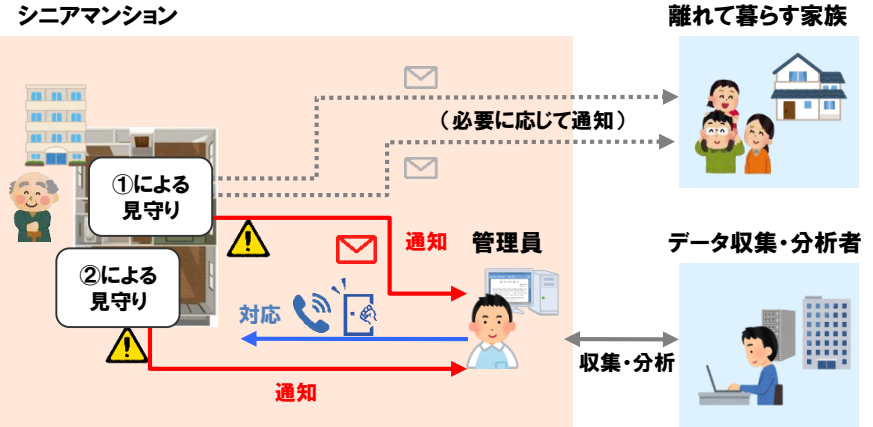 シニアマンション
離れて暮らす家族
（必要に応じて通知）
①による
見守り
通知
管理員
データ収集・分析者
②による
見守り
対応
収集・分析
通知